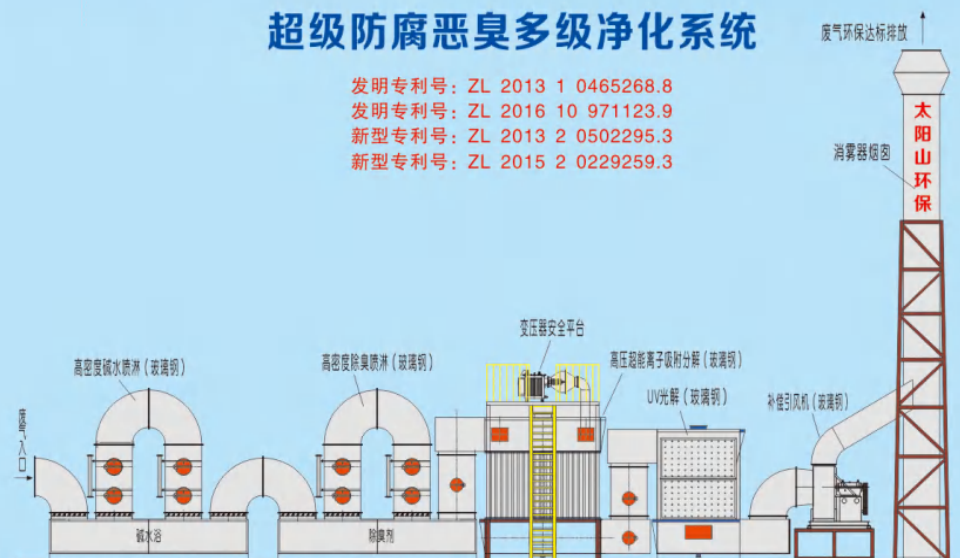 超级防腐恶臭多级净化系统
废气环保达标排放
发明专利号：ZL 2013 1 0465268.8
发明专利号：ZL 2016 10 971123.9
新型专利号：ZL 2013 2 0502295.3
新型专利号：ZL 2015 2 0229259.3
太阳山环保
消雾器烟囱
变压器安全平台
高密度碱水喷淋（玻璃钢）
高密度除臭喷淋（玻璃钢）
高压超能离子吸附分解（玻璃钢）
UV光解（玻璃钢）
补偿引风机（玻璃钢）
废气入口
碱水浴
除臭剂